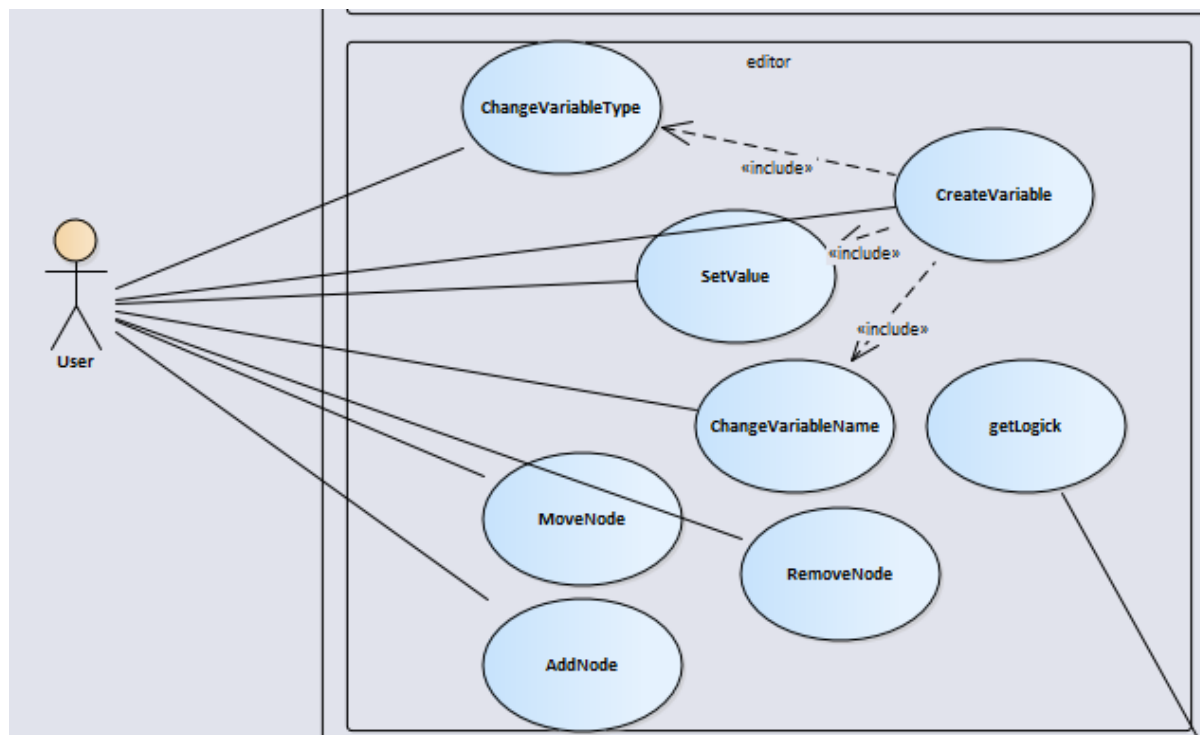 editor
ChangeVariableType
«include»
CreateVariable
«include»
SetValue
«include»
User
ChangeVariableName
getLogick
MoveNode
RemoveNode
AddNode